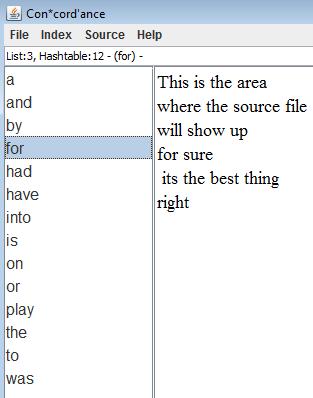 Con*cord'ance
File Index Source Help
List:3, Hashtable:12 - (for) -
a
and
by
for
had
have
into
is
on
or
play
the
to
was
This is the area
where the source file
will show up
for sure
its the best thing
right